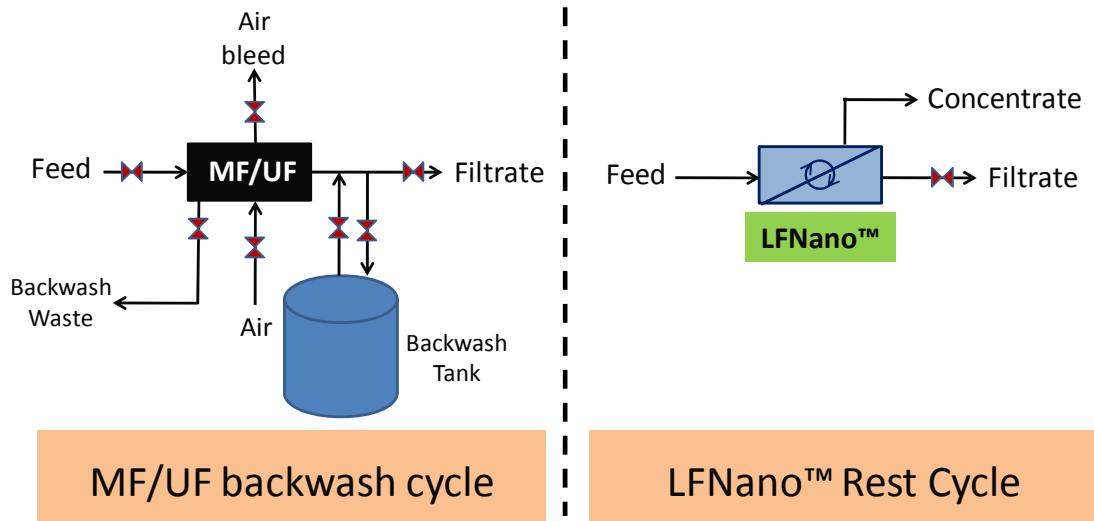 Air
bleed
Feed
MF/UF
Filtrate
Backwash
Waste
Air
Backwash
Tank
MF/UF backwash cycle
Concentrate
Feed
Filtrate
LFNano™
LFNano™ Rest Cycle